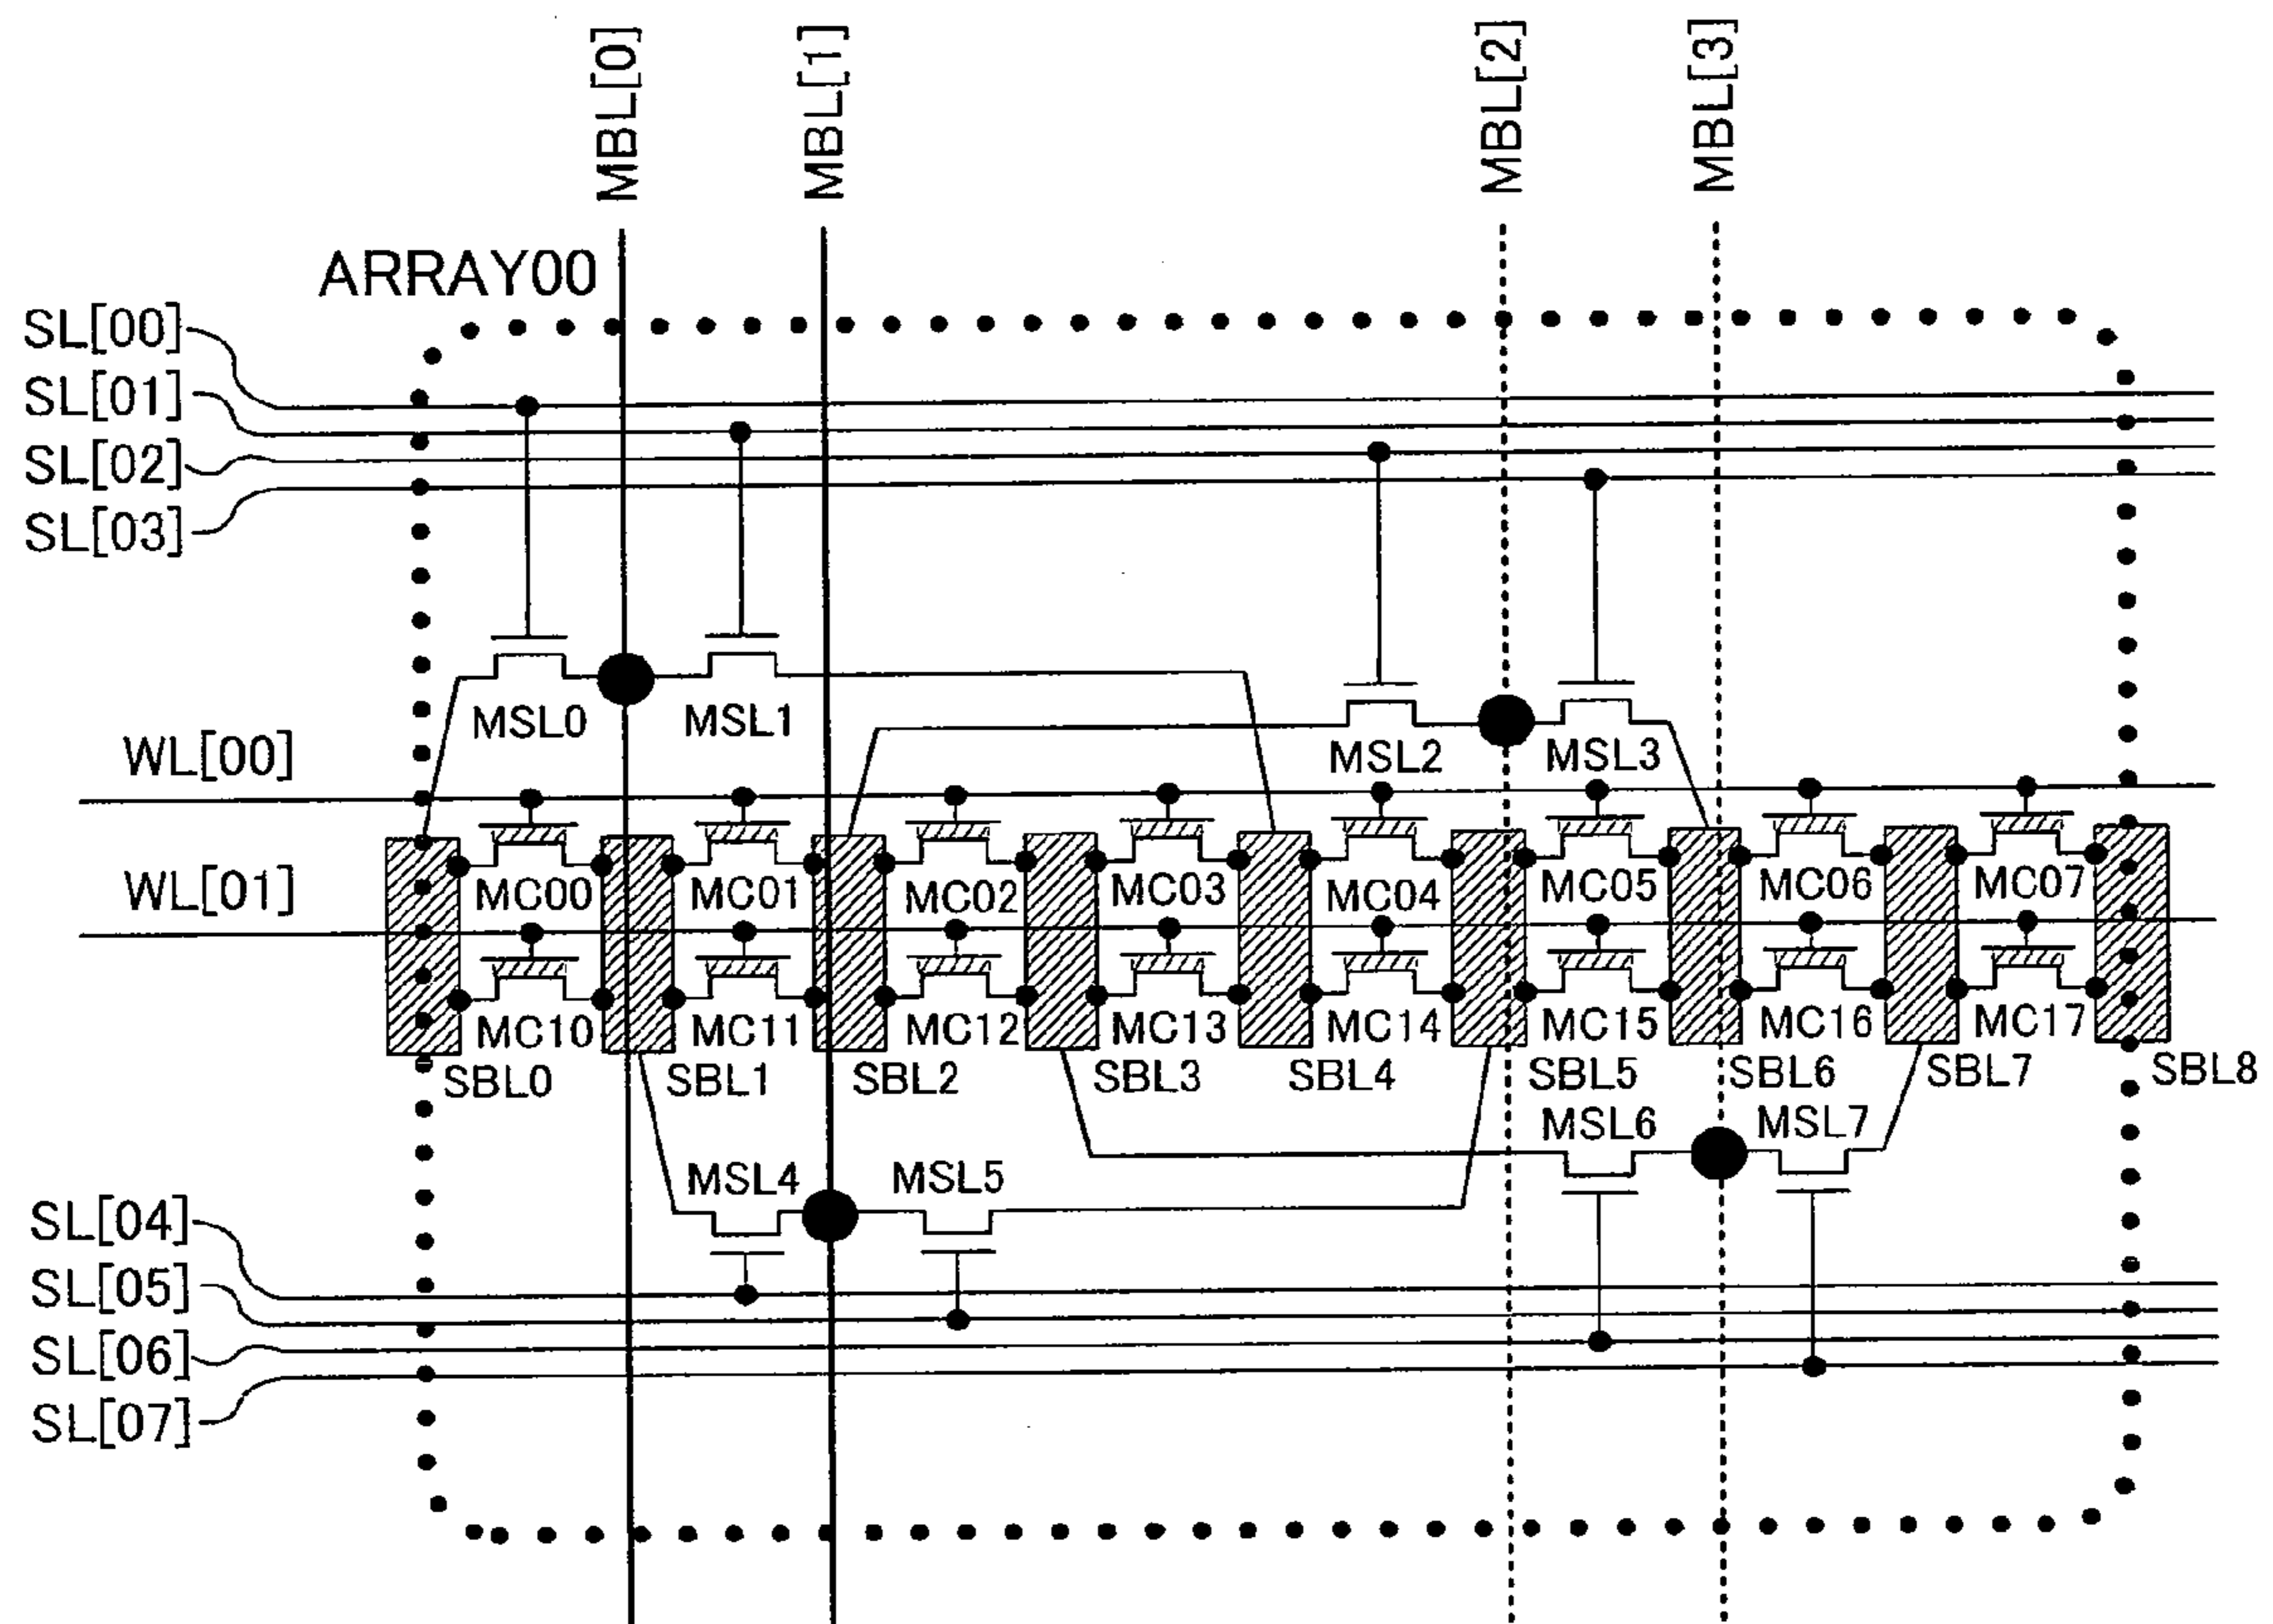 MBL[0]
MBL[1]
MBL[2]
MBL[3]
ARRAY00
SL[00]
SL[01]
SL[02]
SL[03]
MSL0
MSL1
MSL2
MSL3
WL[00]
WL[01]
MC00
MC01
MC02
MC03
MC04
MC05
MC06
MC07
MC10
MC11
MC12
MC13
MC14
MC15
MC16
MC17
SBL0
SBL1
SBL2
SBL3
SBL4
SBL5
SBL6
SBL7
SBL8
MSL6
MSL7
MSL4
MSL5
SL[04]
SL[05]
SL[06]
SL[07]